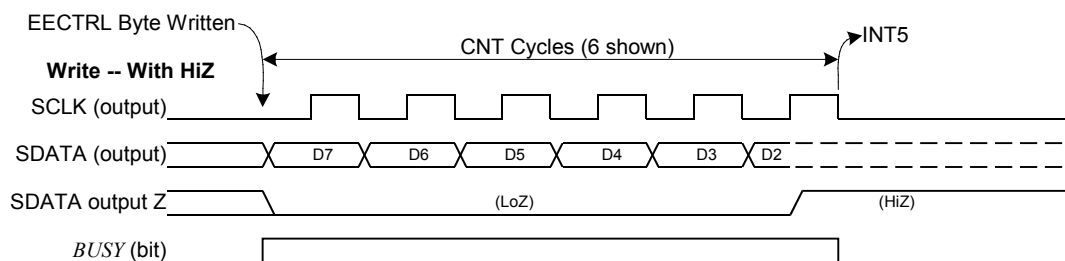 EECTRL Byte Written
CNT Cycles (6 shown)
INT5
Write -- With HiZ
SCLK (output)
SDATA (output)
D7
D6
D5
D4
D3
D2
SDATA output Z
(LoZ)
(HiZ)
BUSY (bit)